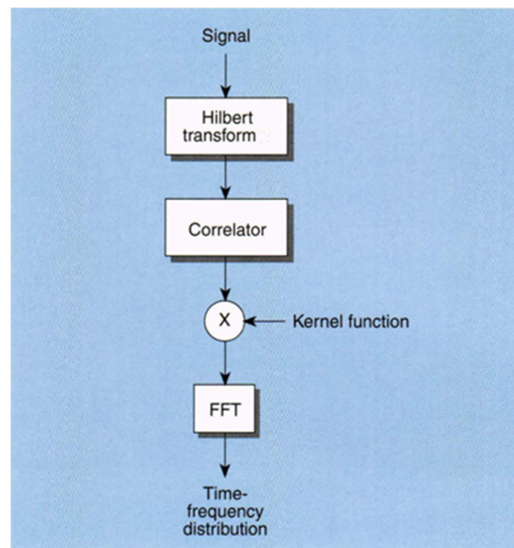 Signal
Hilbert
transform
Correlator
X
Kernel function
FFT
Time-
frequency
distribution